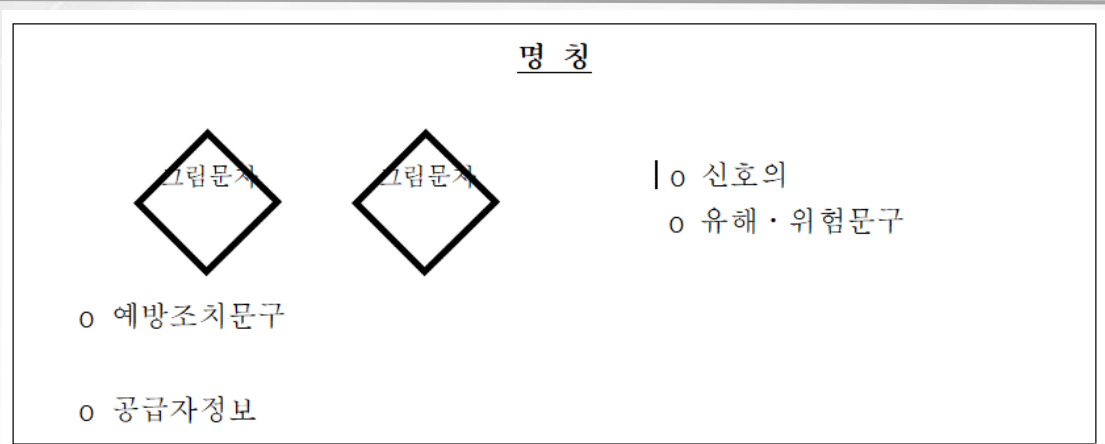 명 칭
그림문자 그림문자
o 신호의
o 유해·위험문구
o 예방조치문구
o 공급자정보